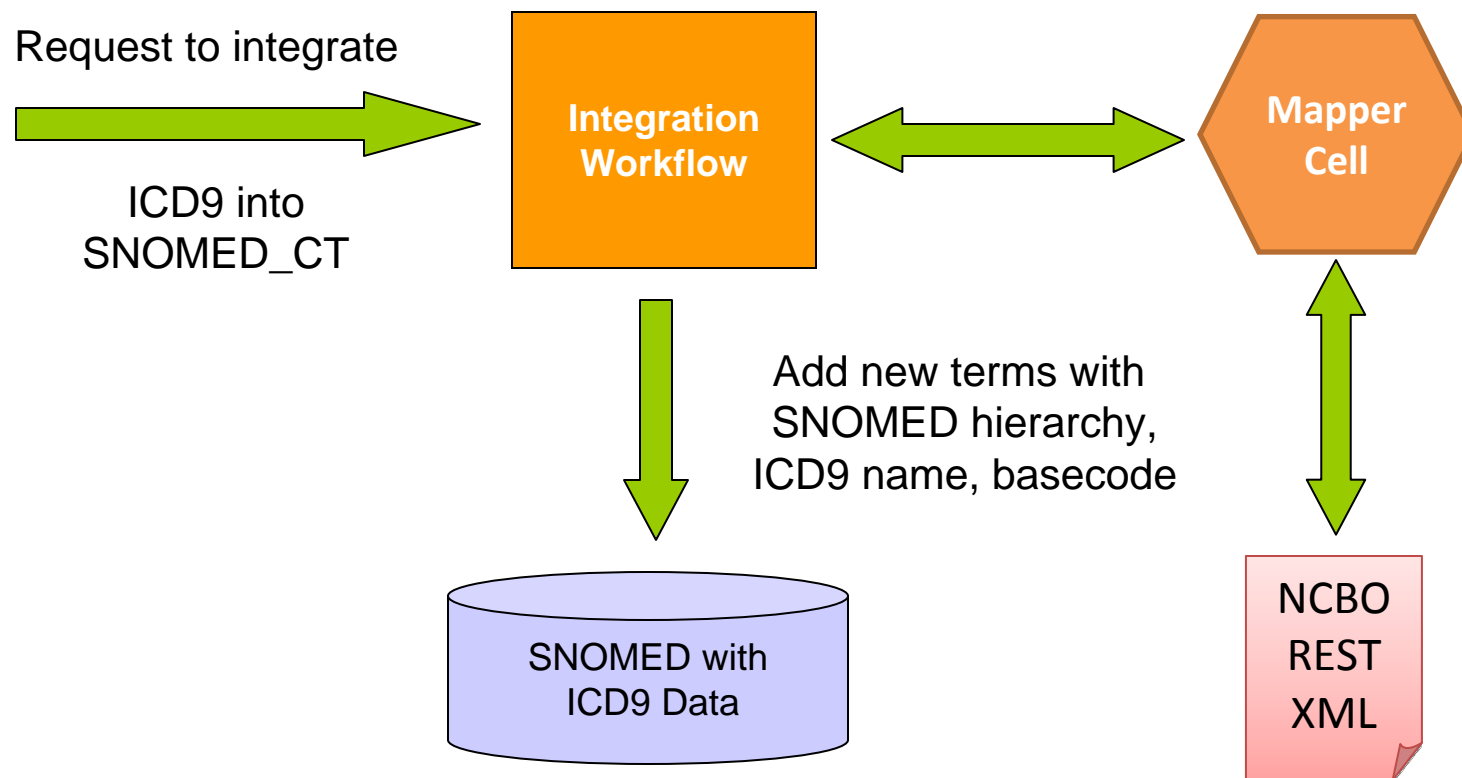 Request to integrate
ICD9 into
SNOMED_CT
Integration
Workflow
Mapper
Cell
Add new terms with
SNOMED hierarchy,
ICD9 name, basecode
SNOMED with
ICD9 Data
NCBO
REST
XML